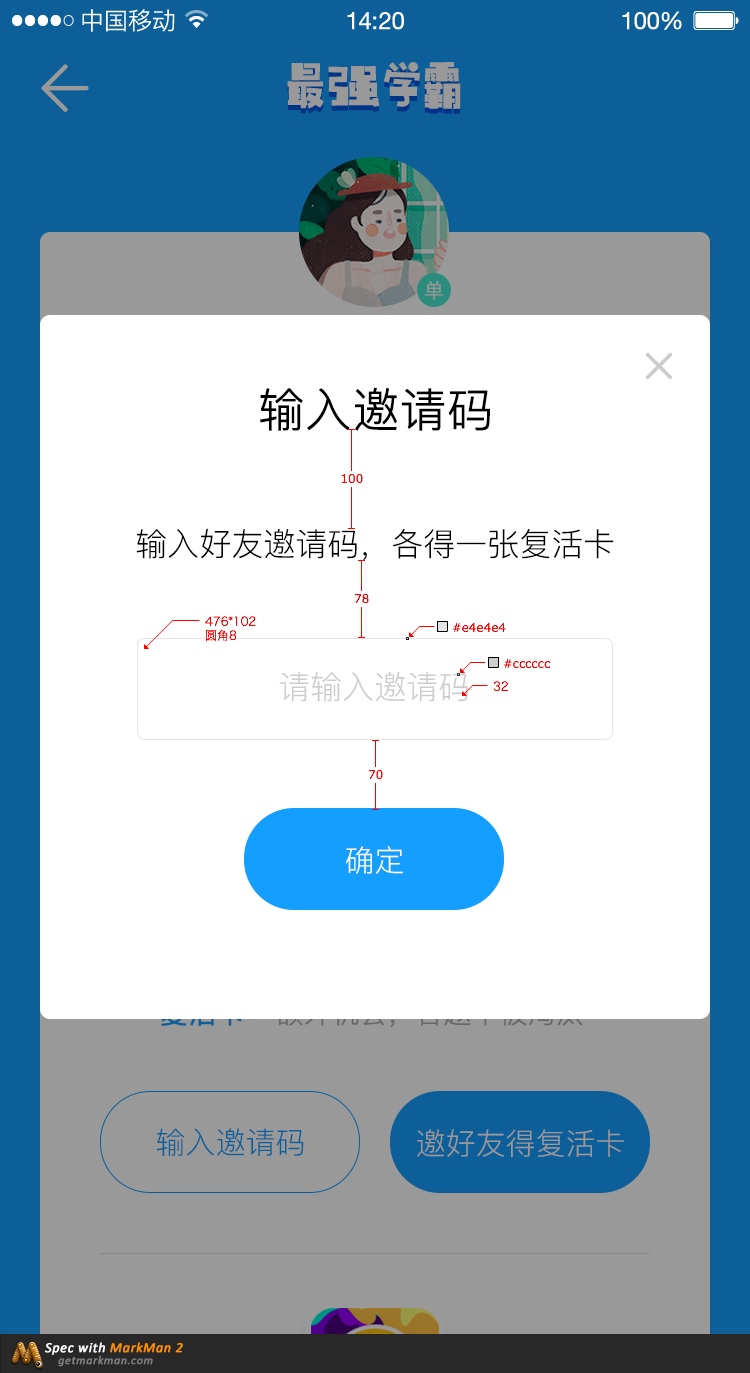 中国移动 14:20 100%
最强学霸
单
输入邀请码
100
输入好友邀请码，各得一张复活卡
78
476*102
圆角8
#e4e4e4
#cccccc
请输入邀请码
32
70
确定
输入邀请码 邀好友得复活卡
Spec with MarkMan 2
getmarkman.com